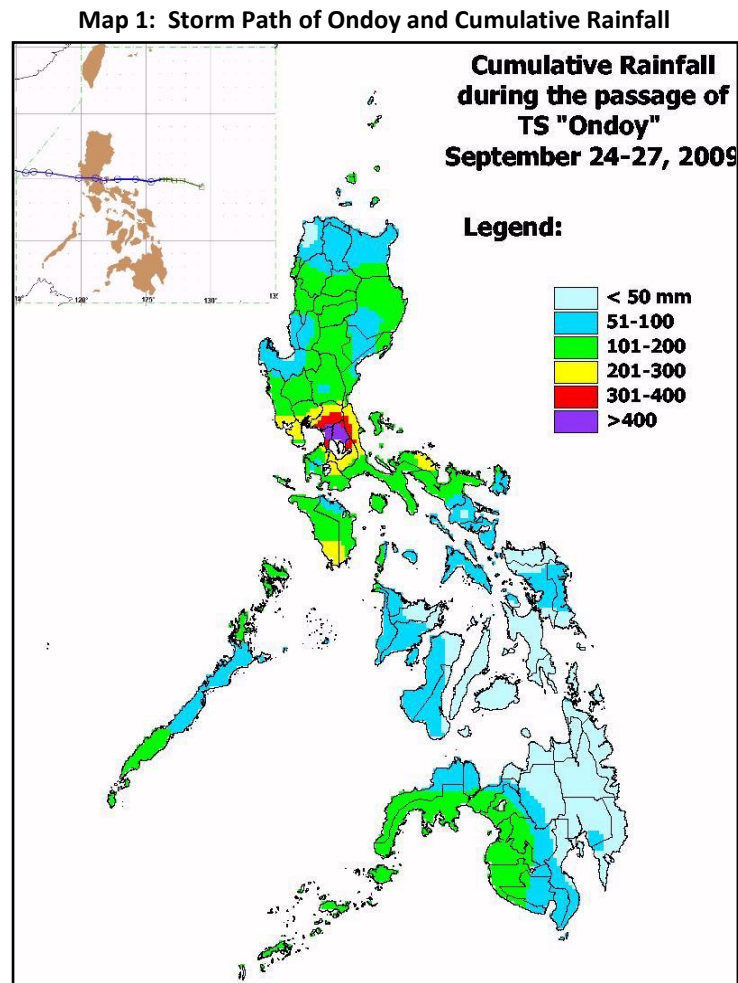 Map 1: Storm Path of Ondoy and Cumulative Rainfall
Cumulative Rainfall
during the passage of
TS "Ondoy"
September 24-27, 2009
Legend:
< 50 mm
51-100
101-200
201-300
301-400
>400
120°
125°
130°